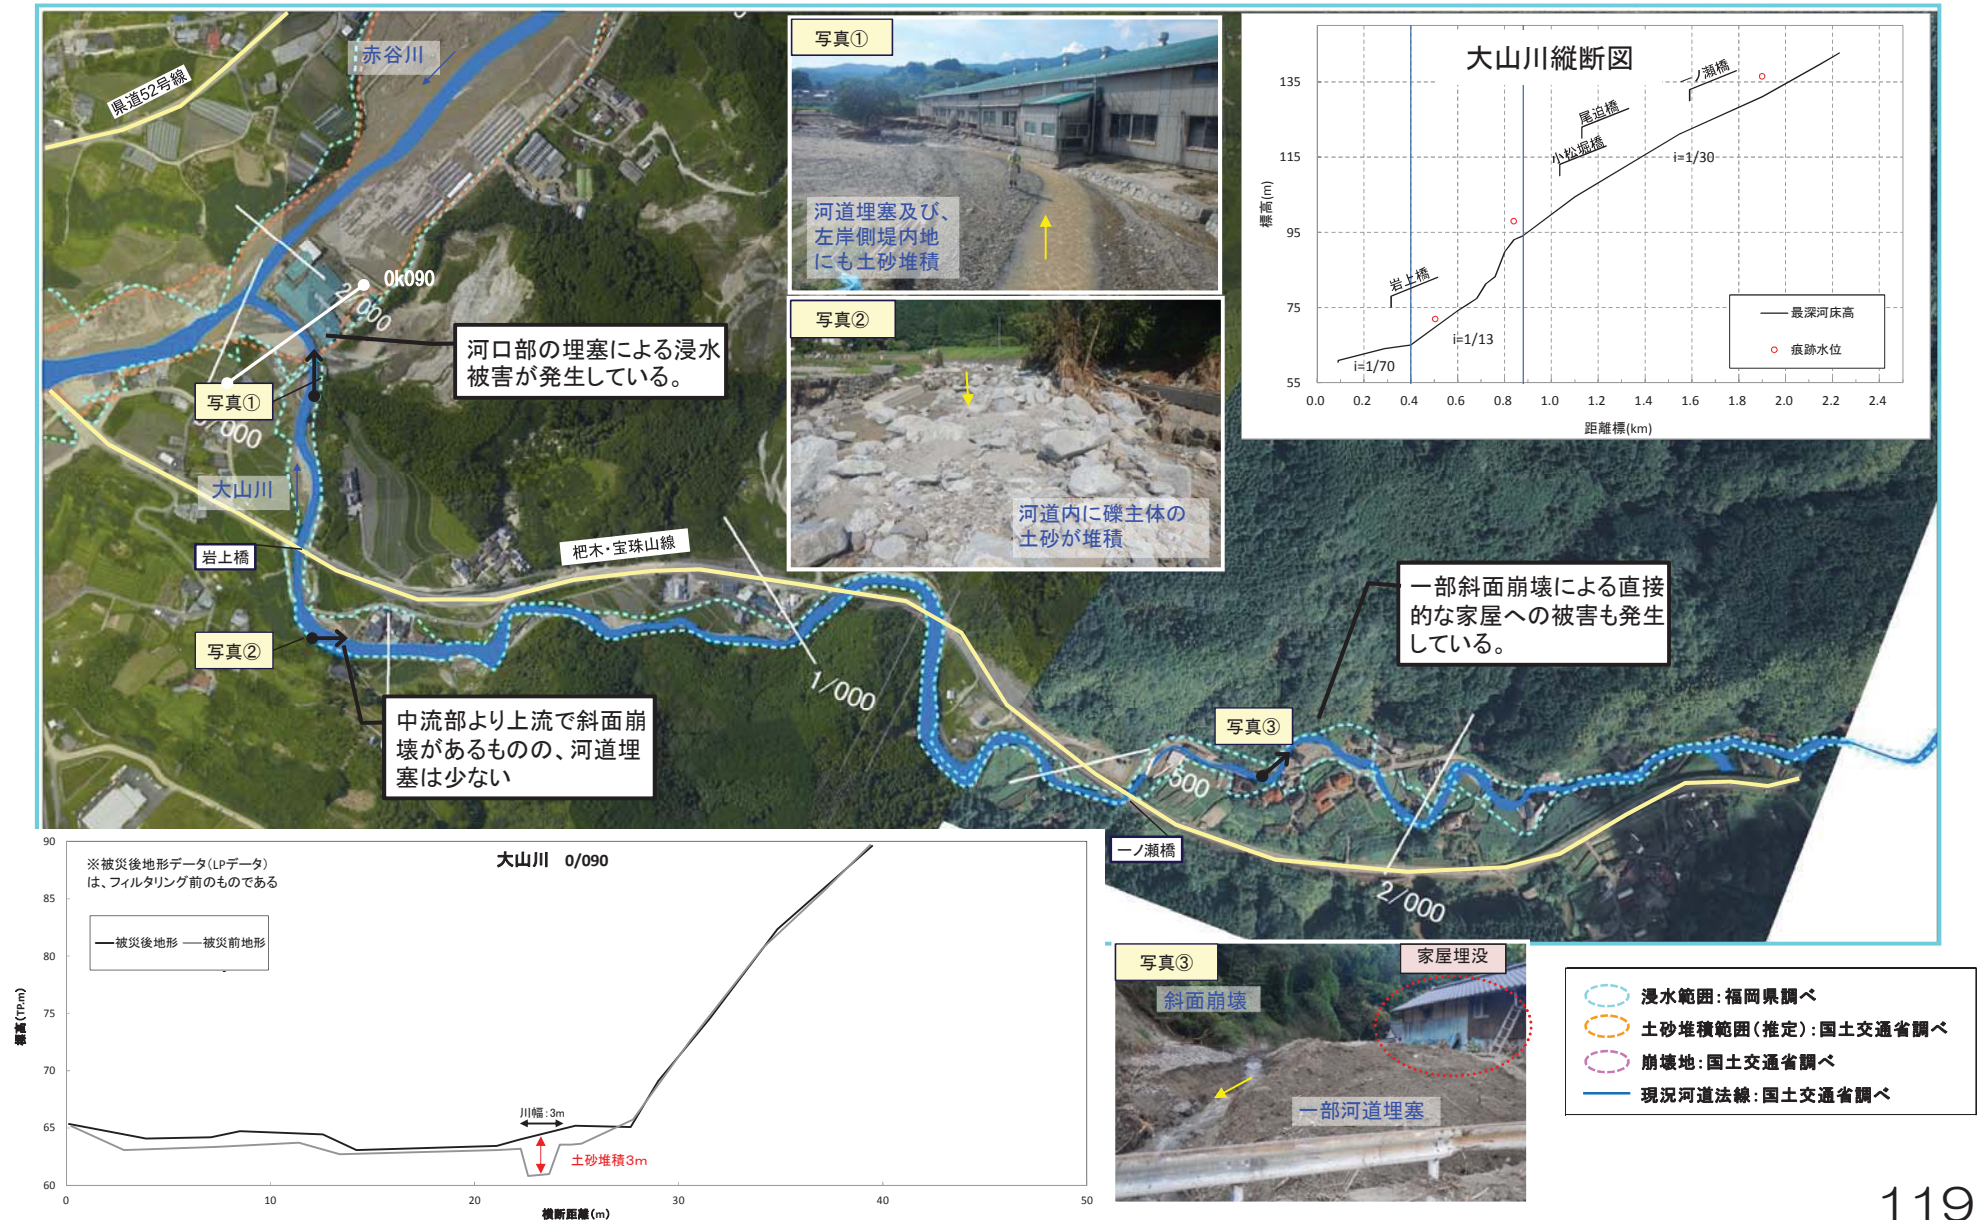 県道52号線
赤谷川
0k090
2/000
河口部の埋塞による浸水
被害が発生している。
写真①
0/000
大山川
岩上橋
杷木・宝珠山線
写真②
中流部より上流で斜面崩
壊があるものの、河道埋
塞は少ない
1/000
写真①
河道埋塞及び、
左岸側堤内地
にも土砂堆積
写真②
河道内に礫主体の
土砂が堆積
大山川縦断図
標高(m)
135
115
95
75
55
0.0 0.2 0.4 0.6 0.8 1.0 1.2 1.4 1.6 1.8 2.0 2.2 2.4
距離標(km)
岩上橋
小松堀橋
尾迫橋
一ノ瀬橋
i=1/70
i=1/13
i=1/30
最深河床高
痕跡水位
一部斜面崩壊による直接
的な家屋への被害も発生
している。
写真③
500
一ノ瀬橋
2/000
大山川 0/090
※被災後地形データ(LPデータ)
は、フィルタリング前のものである
被災後地形 被災前地形
標高(TP.m)
90
85
80
75
70
65
60
0 10 20 30 40 50
横断距離(m)
川幅:3m
土砂堆積3m
写真③
家屋埋没
斜面崩壊
一部河道埋塞
浸水範囲:福岡県調べ
土砂堆積範囲(推定):国土交通省調べ
崩壊地:国土交通省調べ
現況河道法線:国土交通省調べ
119